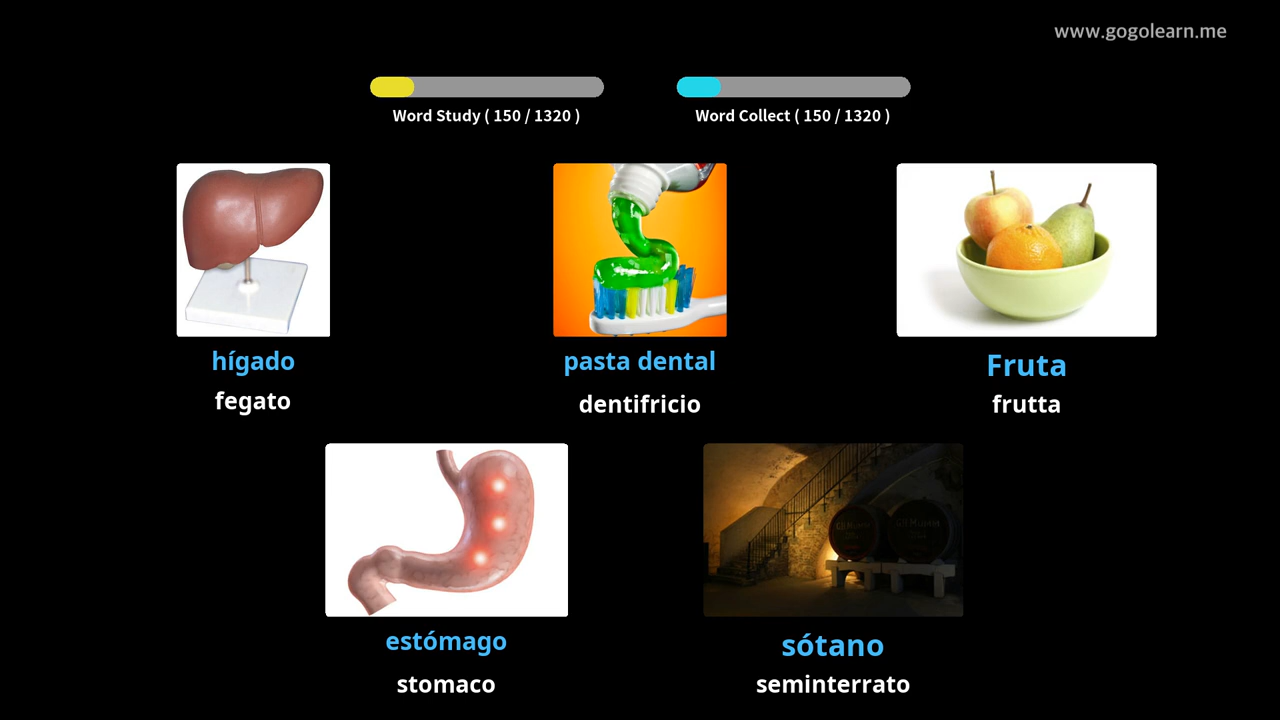 www.gogolearn.me
Word Study ( 150 / 1320 )
Word Collect ( 150 / 1320 )
hígado
fegato
pasta dental
dentifricio
Fruta
frutta
estómago
stomaco
sótano
seminterrato